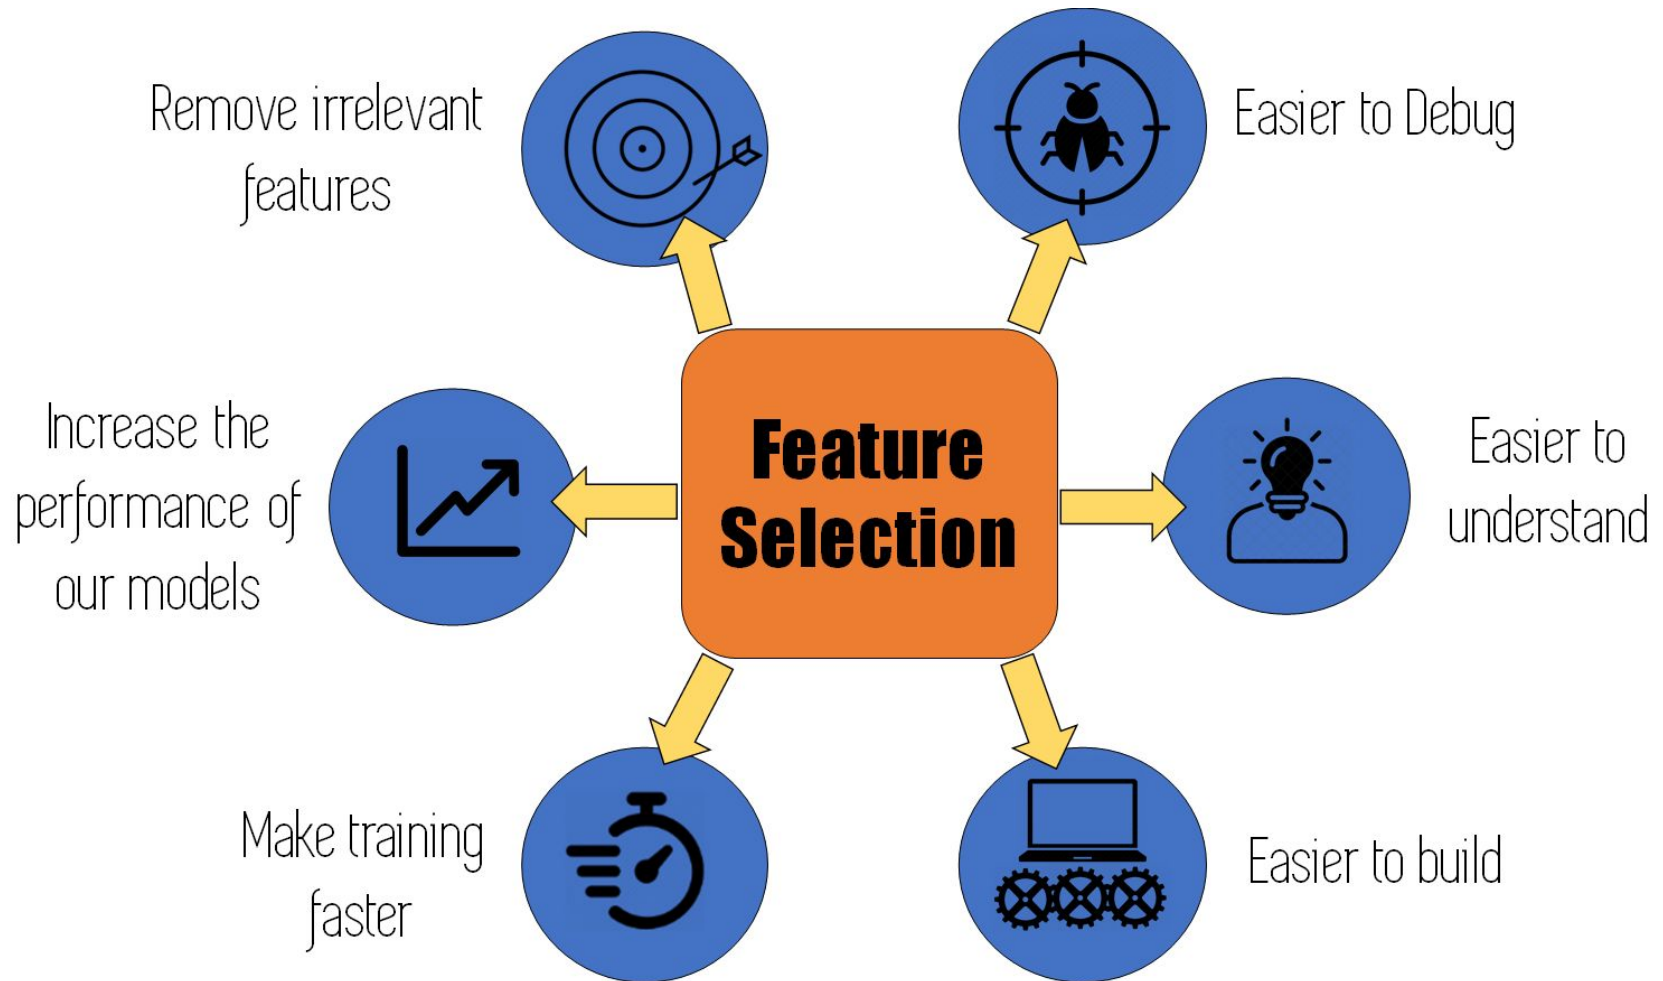 Remove irrelevant
features
Easier to Debug
Increase the
performance of
our models
Feature
Selection
Easier to
understand
Make training
faster
Easier to build